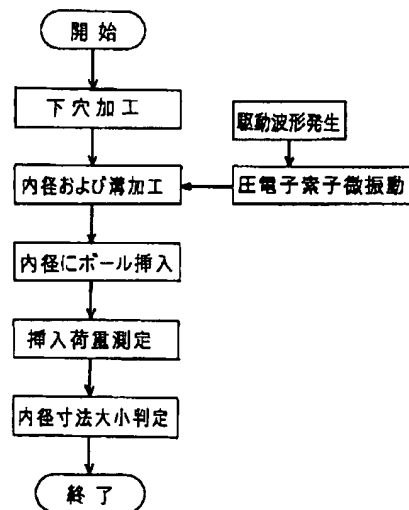 開始
下穴加工
駆動波形発生
内径および溝加工
圧電子素子微振動
内径にボール挿入
挿入荷重測定
内径寸法大小判定
終了